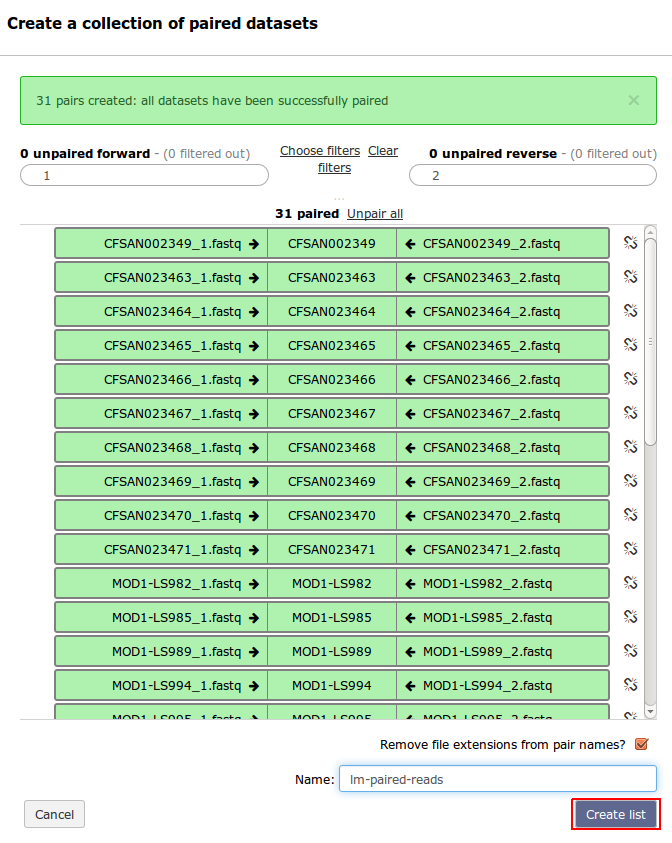 Create a collection of paired datasets
31 pairs created: all datasets have been successfully paired ×
0 unpaired forward - (0 filtered out) Choose filters Clear 0 unpaired reverse - (0 filtered out)
filters
1 2
...
31 paired Unpair all
CFSAN002349_1.fastq → CFSAN002349 ← CFSAN002349_2.fastq
CFSAN023463_1.fastq → CFSAN023463 ← CFSAN023463_2.fastq
CFSAN023464_1.fastq → CFSAN023464 ← CFSAN023464_2.fastq
CFSAN023465_1.fastq → CFSAN023465 ← CFSAN023465_2.fastq
CFSAN023466_1.fastq → CFSAN023466 ← CFSAN023466_2.fastq
CFSAN023467_1.fastq → CFSAN023467 ← CFSAN023467_2.fastq
CFSAN023468_1.fastq → CFSAN023468 ← CFSAN023468_2.fastq
CFSAN023469_1.fastq → CFSAN023469 ← CFSAN023469_2.fastq
CFSAN023470_1.fastq → CFSAN023470 ← CFSAN023470_2.fastq
CFSAN023471_1.fastq → CFSAN023471 ← CFSAN023471_2.fastq
MOD1-LS982_1.fastq → MOD1-LS982 ← MOD1-LS982_2.fastq
MOD1-LS985_1.fastq → MOD1-LS985 ← MOD1-LS985_2.fastq
MOD1-LS989_1.fastq → MOD1-LS989 ← MOD1-LS989_2.fastq
MOD1-LS994_1.fastq → MOD1-LS994 ← MOD1-LS994_2.fastq
Remove file extensions from pair names?
Name: lm-paired-reads
Cancel Create list